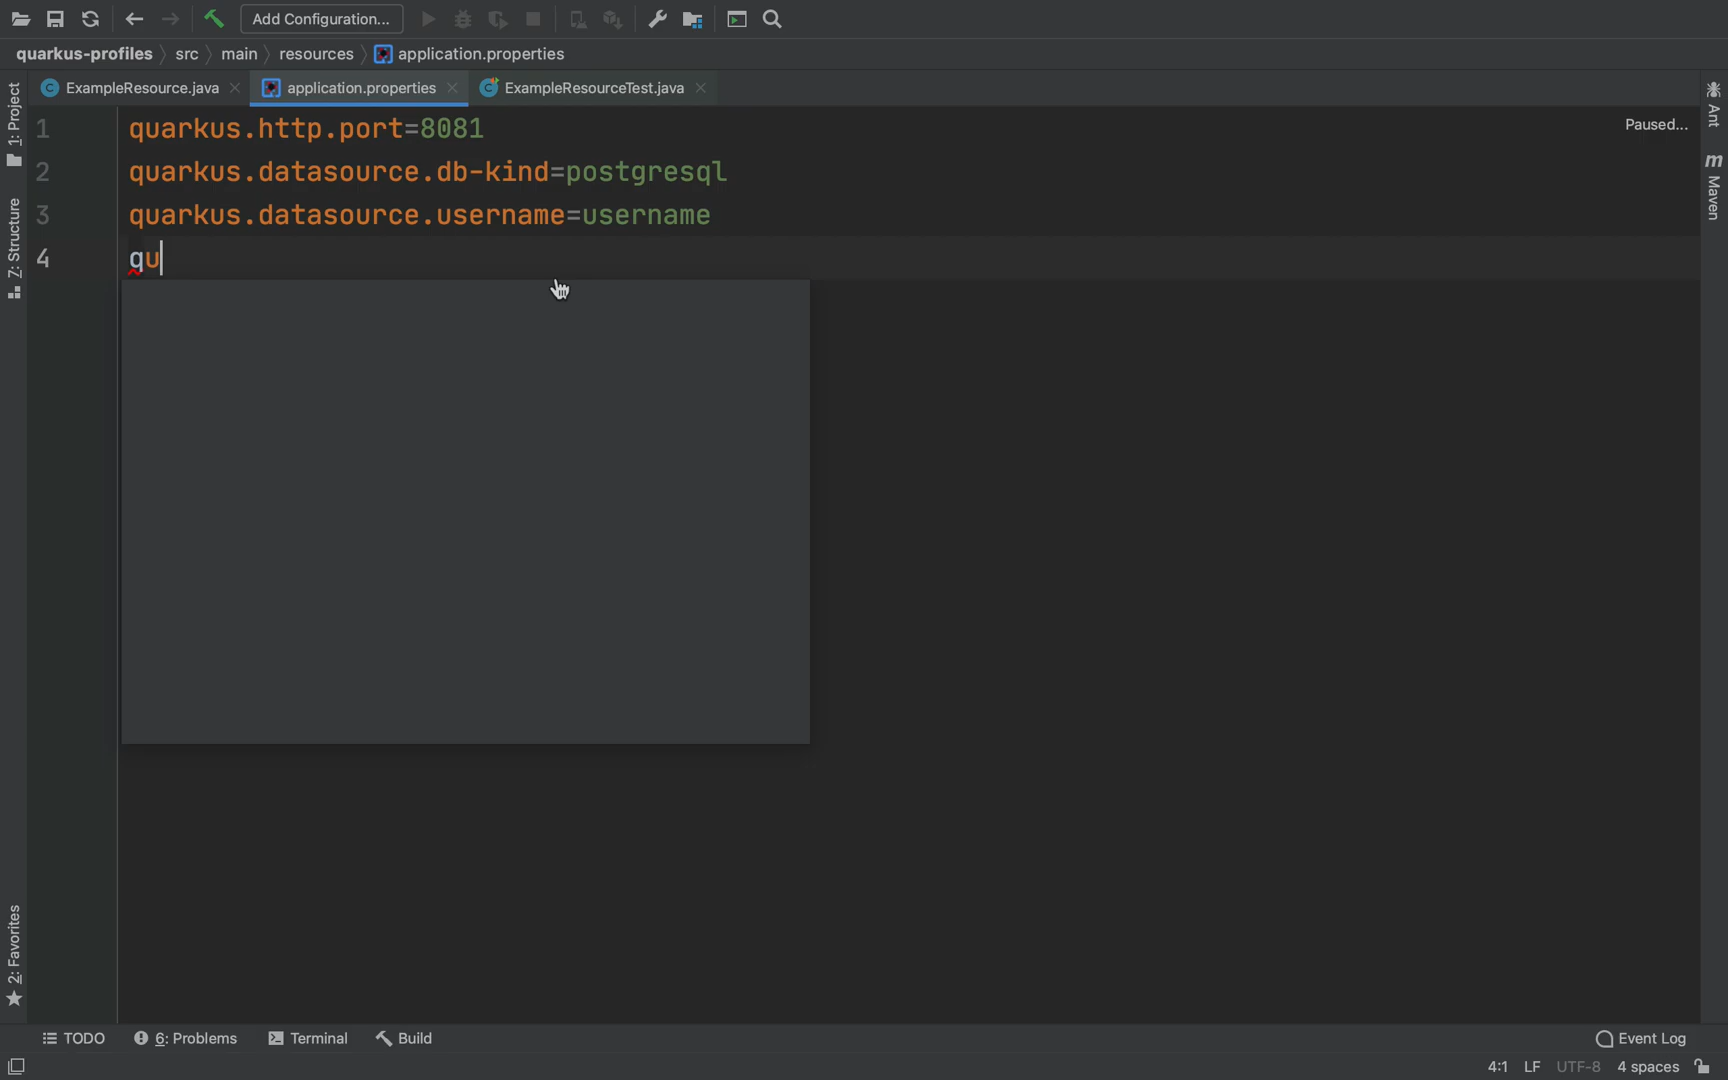 Add Configuration...
quarkus-profiles src main resources application.properties
ExampleResource.java application.properties ExampleResourceTest.java
1 quarkus.http.port=8081
2 quarkus.datasource.db-kind=postgresql
3 quarkus.datasource.username=username
4 qu
Paused...
1: Project
7: Structure
2: Favorites
Ant
m Maven
TODO 6: Problems Terminal Build Event Log
4:1 LF UTF-8 4 spaces